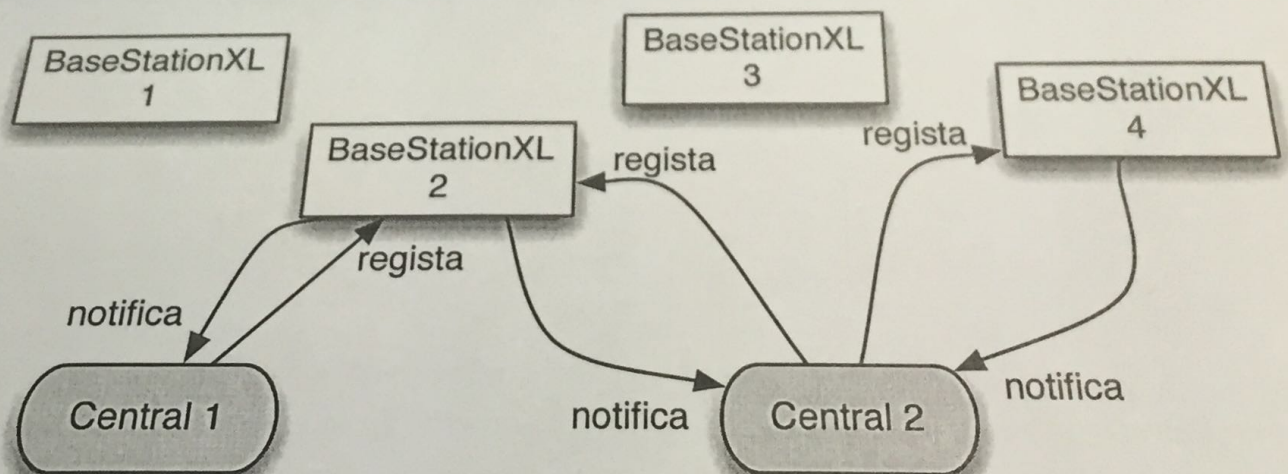 BaseStationXL
1
BaseStationXL
2
BaseStationXL
3
BaseStationXL
4
regista
regista
regista
notifica
notifica
notifica
Central 1
Central 2